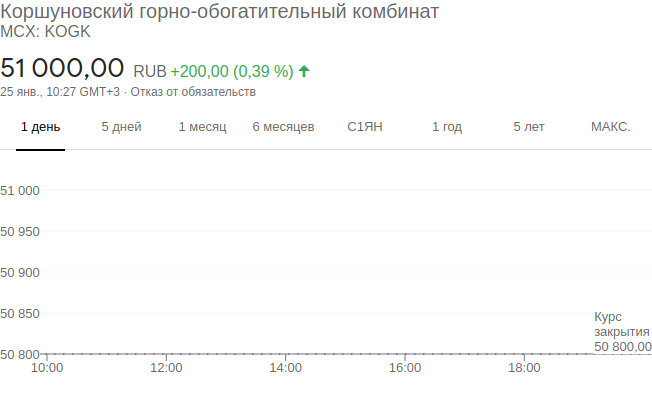 Коршуновский горно-обогатительный комбинат
MCX: KOGK
51 000,00 RUB +200,00 (0,39 %)
25 янв., 10:27 GMT+3 · Отказ от обязательств
1 день 5 дней 1 месяц 6 месяцев С1ЯН 1 год 5 лет МАКС.
51 000
50 950
50 900
50 850
Курс
закрытия
50 800,00
50 800
10:00 12:00 14:00 16:00 18:00